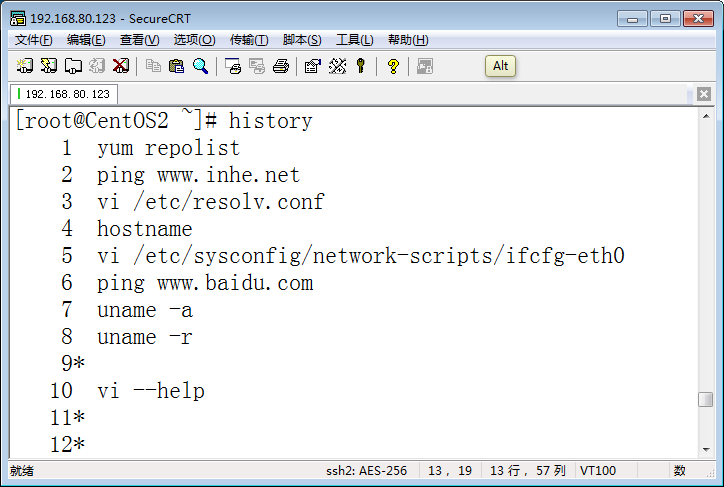 192.168.80.123 - SecureCRT
文件(F) 编辑(E) 查看(V) 选项(O) 传输(T) 脚本(S) 工具(L) 帮助(H)
Alt
192.168.80.123
[root@CentOS2 ~]# history
1 yum repolist
2 ping www.inhe.net
3 vi /etc/resolv.conf
4 hostname
5 vi /etc/sysconfig/network-scripts/ifcfg-eth0
6 ping www.baidu.com
7 uname -a
8 uname -r
9*
10 vi --help
11*
12*
就绪 ssh2: AES-256 13, 19 13 行, 57 列 VT100 数